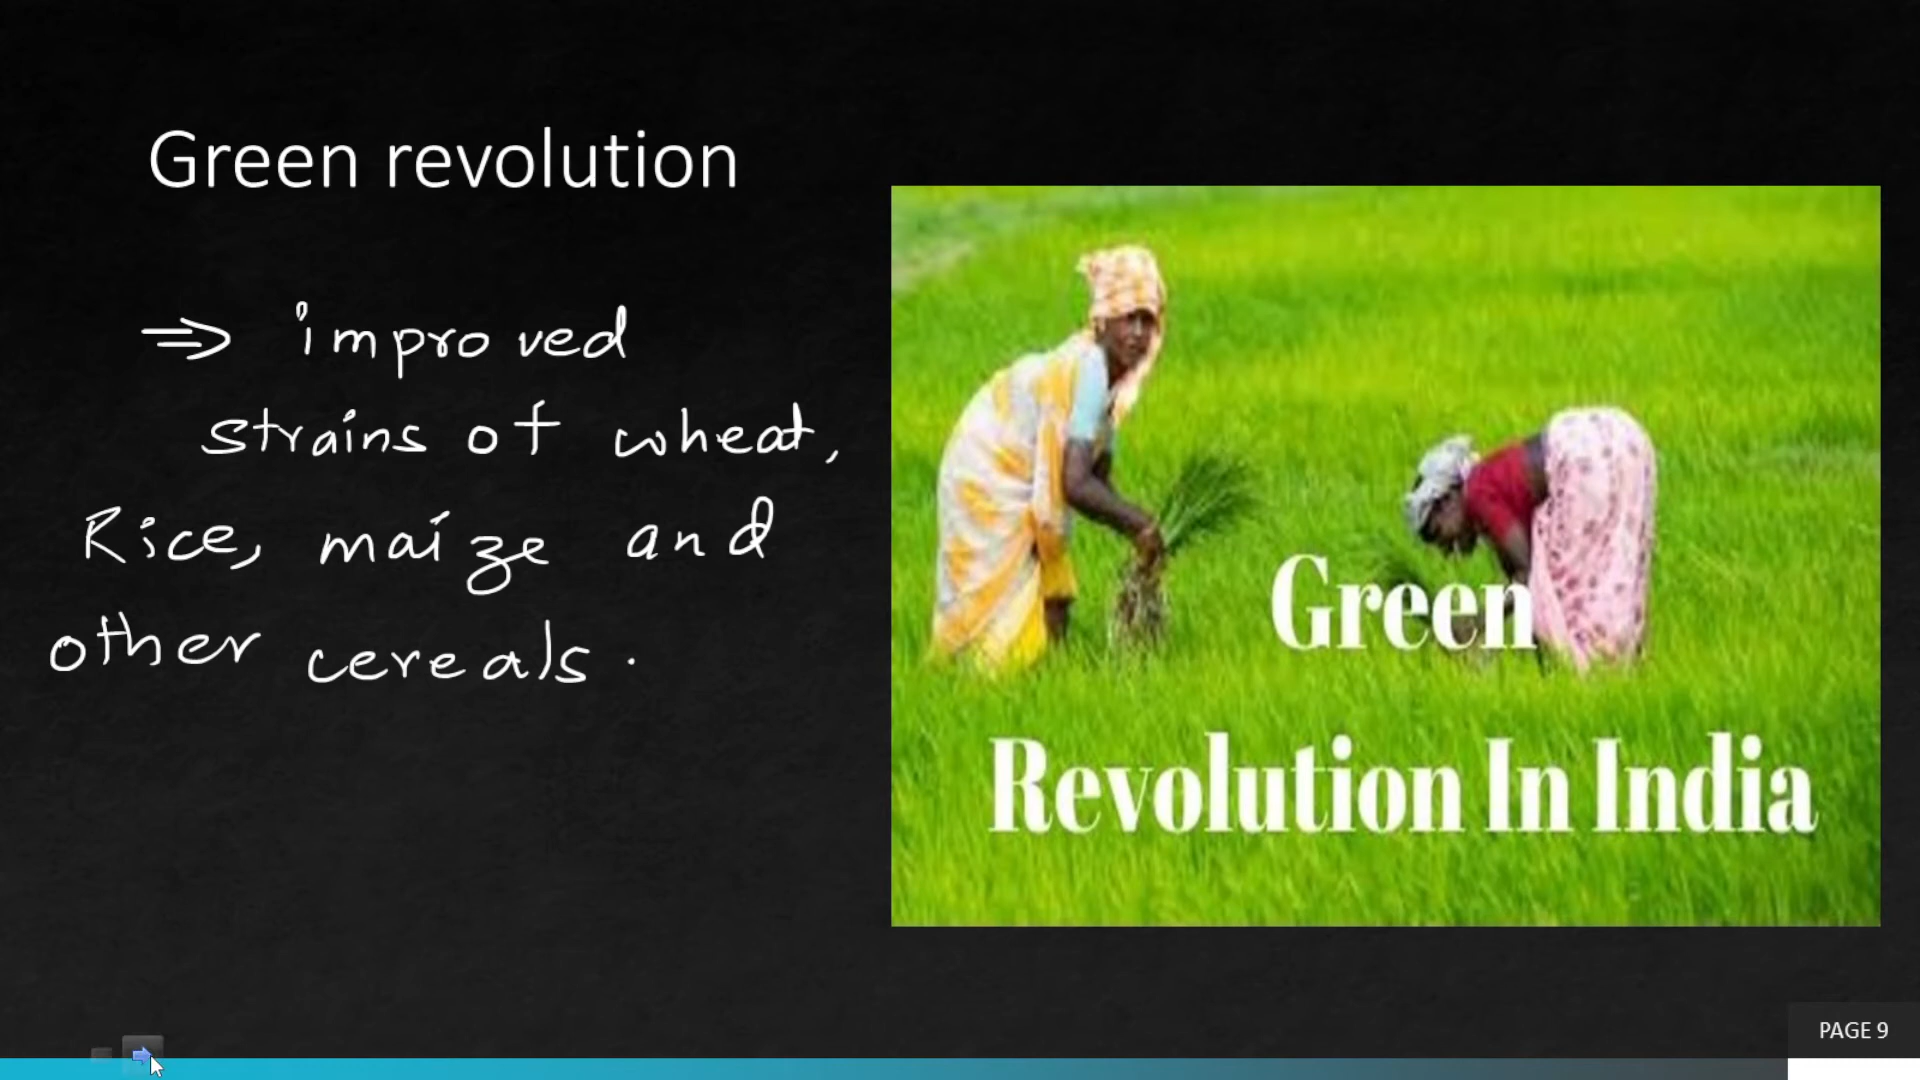 Green revolution
⇒ improved
strains of wheat,
Rice, maize and
other cereals.
Green
Revolution In India
PAGE 9